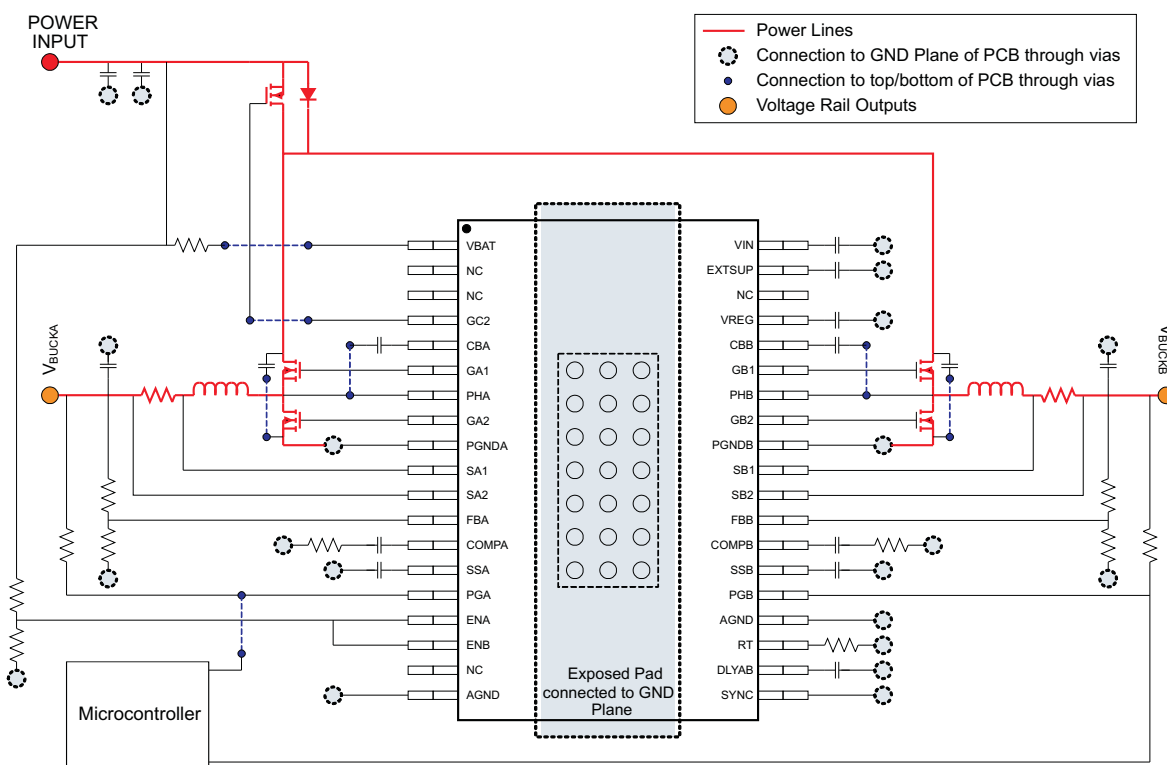 POWER
INPUT
Power Lines
Connection to GND Plane of PCB through vias
Connection to top/bottom of PCB through vias
Voltage Rail Outputs
VBUCKA
VBUCKB
VBAT
NC
NC
GC2
CBA
GA1
PHA
GA2
PGNDA
SA1
SA2
FBA
COMPA
SSA
PGA
ENA
ENB
NC
AGND
VIN
EXTSUP
NC
VREG
CBB
GB1
PHB
GB2
PGNDB
SB1
SB2
FBB
COMPB
SSB
PGB
AGND
RT
DLYAB
SYNC
Exposed Pad
connected to GND
Plane
Microcontroller